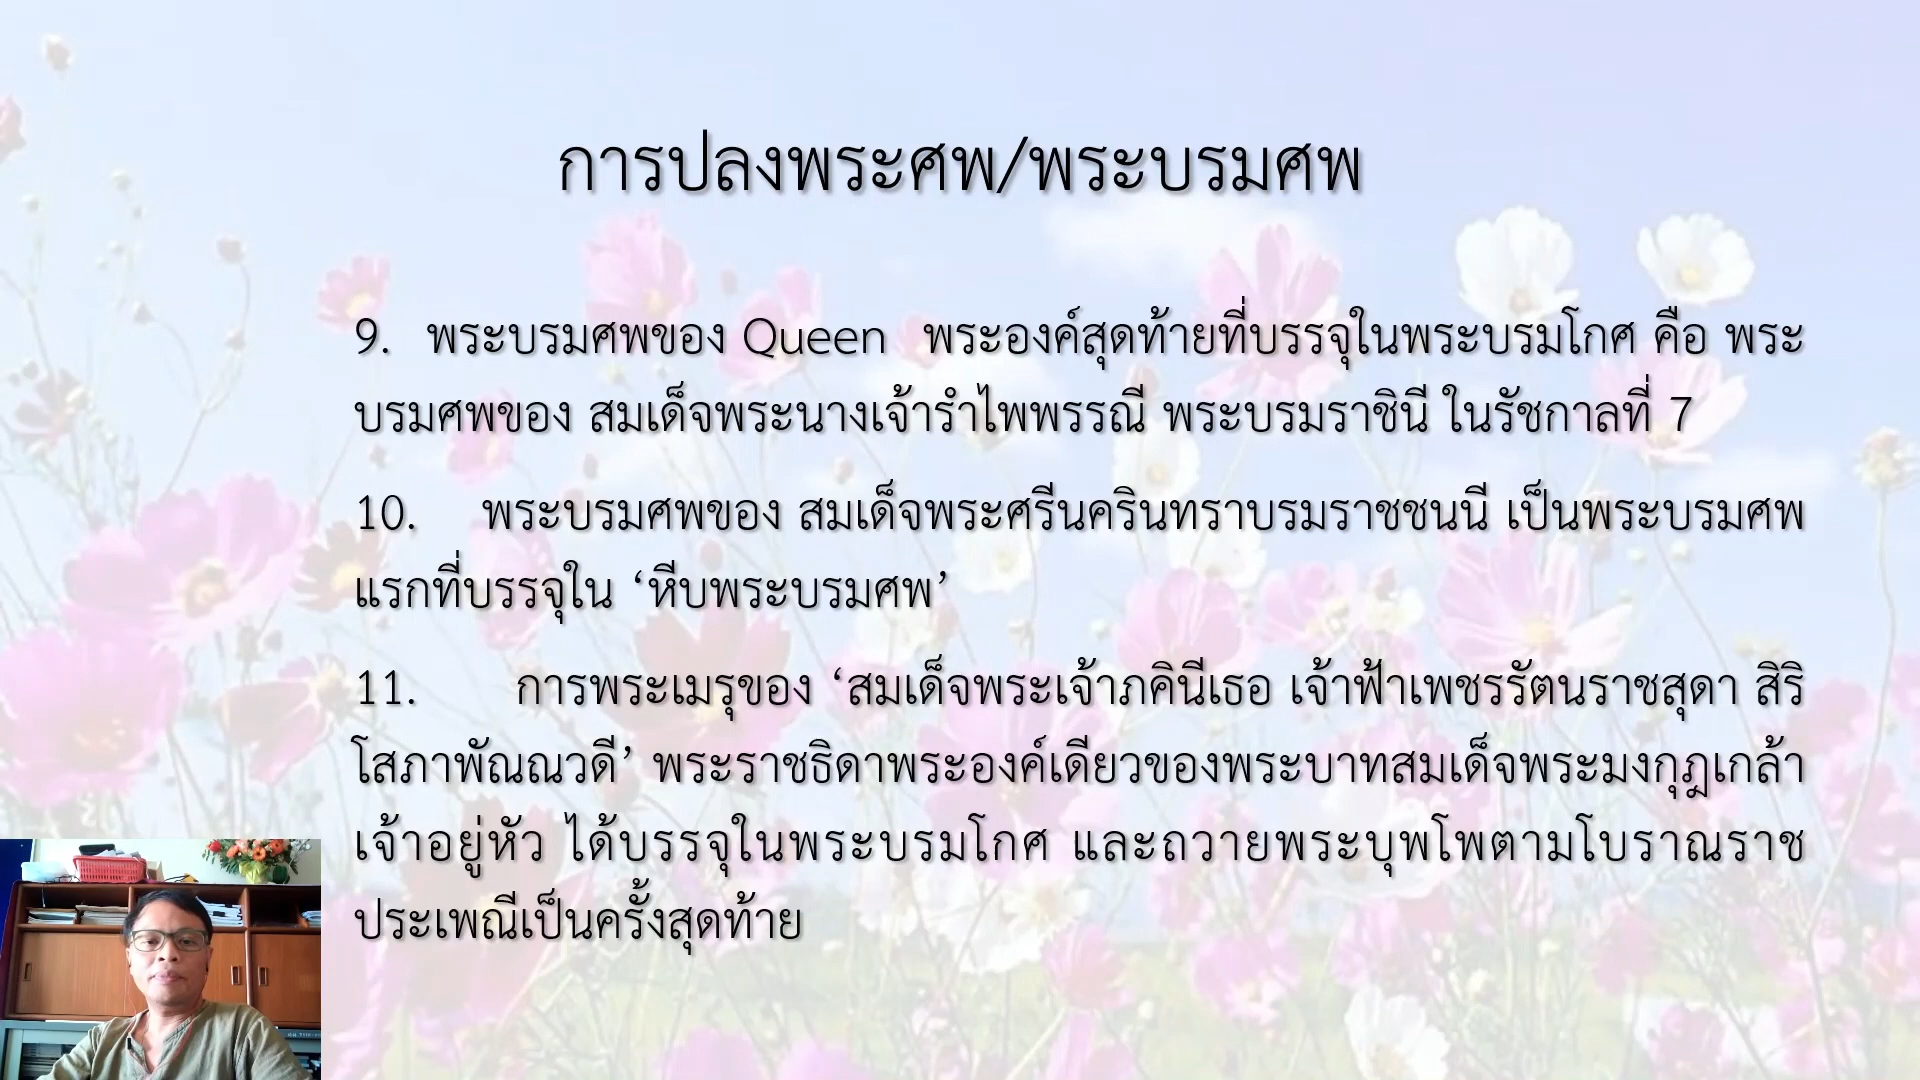 การปลงพระศพ/พระบรมศพ
9. พระบรมศพของ Queen พระองค์สุดท้ายที่บรรจุในพระบรมโกศ คือ พระ
บรมศพของ สมเด็จพระนางเจ้ารำไพพรรณี พระบรมราชินี ในรัชกาลที่ 7
10. พระบรมศพของ สมเด็จพระศรีนครินทราบรมราชชนนี เป็นพระบรมศพ
แรกที่บรรจุใน ‘หีบพระบรมศพ’
11. การพระเมรุของ ‘สมเด็จพระเจ้าภคินีเธอ เจ้าฟ้าเพชรรัตนราชสุดา สิริ
โสภาพัณณวดี’ พระราชธิดาพระองค์เดียวของพระบาทสมเด็จพระมงกุฎเกล้า
เจ้าอยู่หัว ได้บรรจุในพระบรมโกศ และถวายพระบุพโพตามโบราณราช
ประเพณีเป็นครั้งสุดท้าย